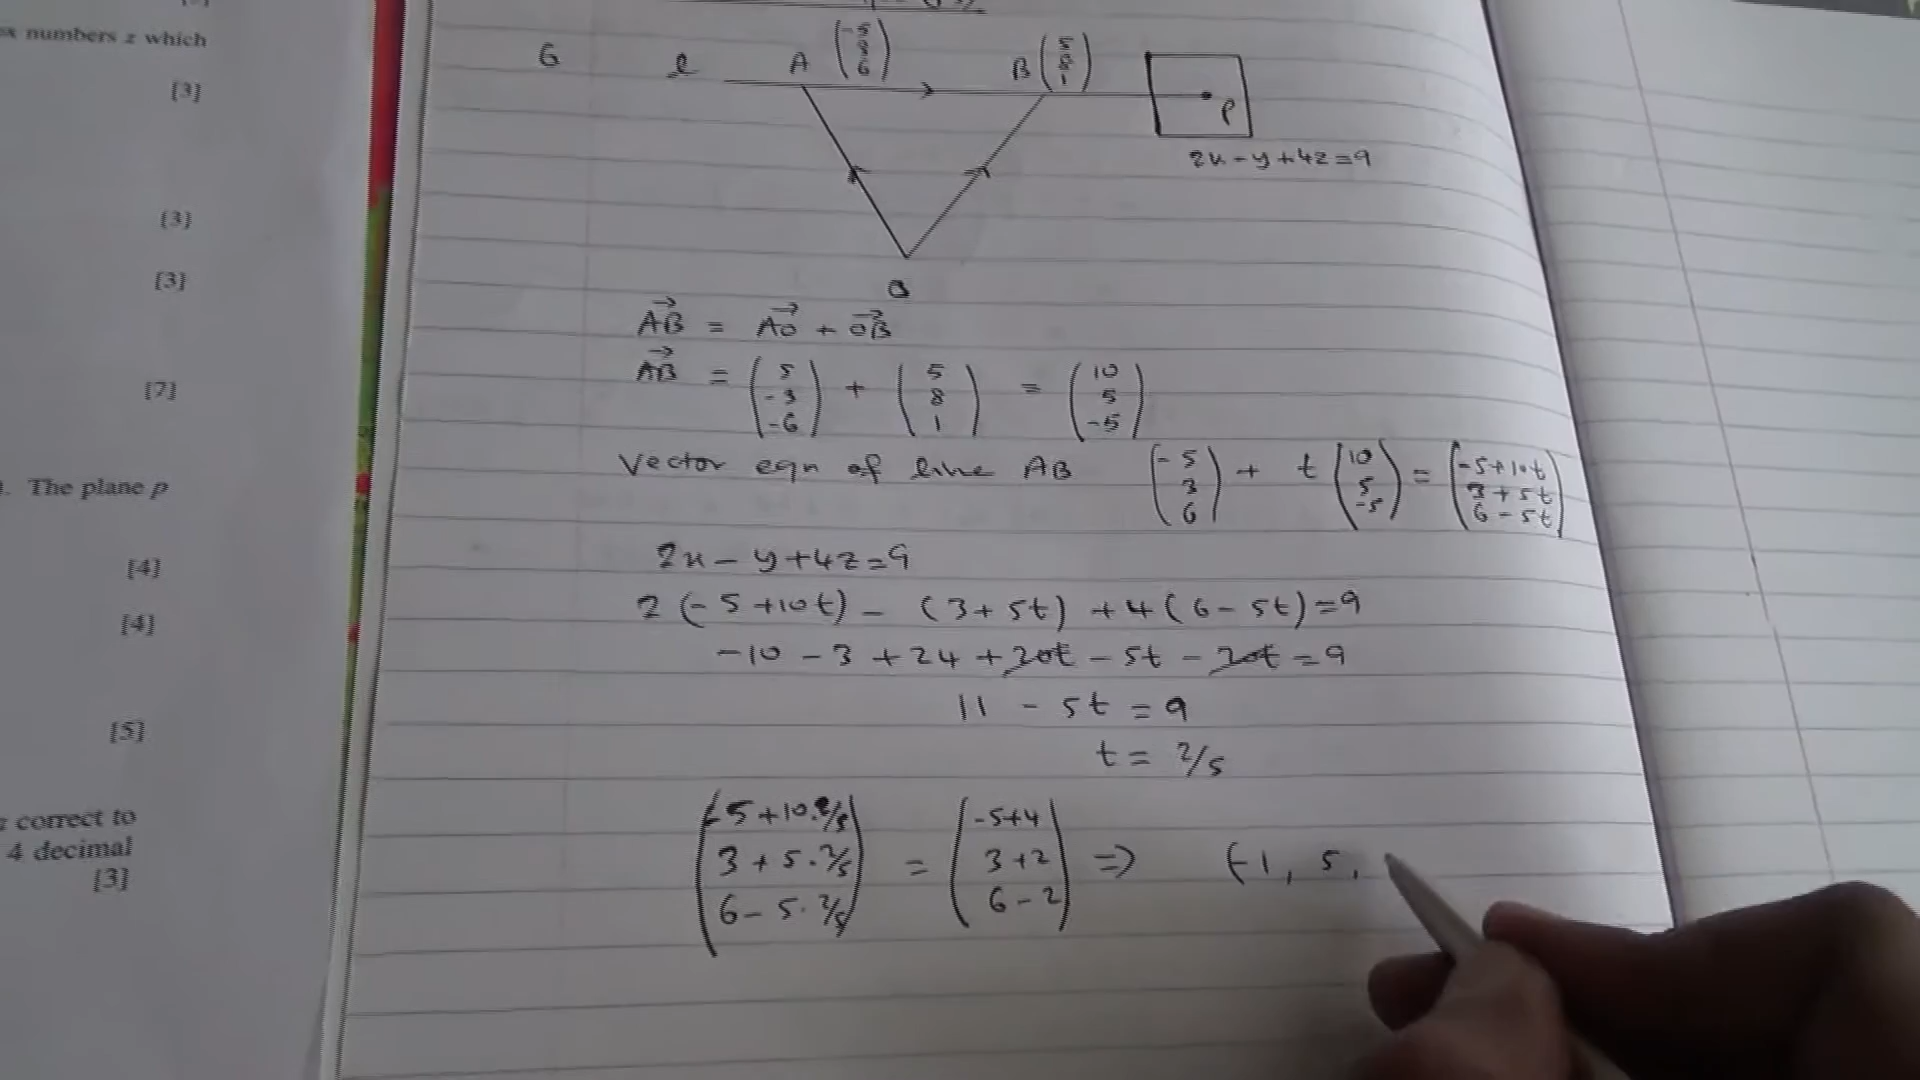 ex numbers z which
[3]
[3]
[3]
[7]
. The plane p
[4]
[4]
[5]
correct to
4 decimal
[3]
6 l A (-5 3 6) B (5 8 1)
P
2x - y + 4z = 9
O
AB = AO + OB
AB = (5 -3 -6) + (5 8 1) = (10 5 -5)
Vector eqn of line AB (-5 3 6) + t (10 5 -5) = (-5+10t 3+5t 6-5t)
2x - y + 4z = 9
2(-5+10t) - (3+5t) + 4(6-5t) = 9
-10 - 3 + 24 + 20t - 5t - 20t = 9
11 - 5t = 9
t = 2/5
(-5+10.2/5 3+5.2/5 6-5.2/5) = (-5+4 3+2 6-2) ⇒ (-1, 5,